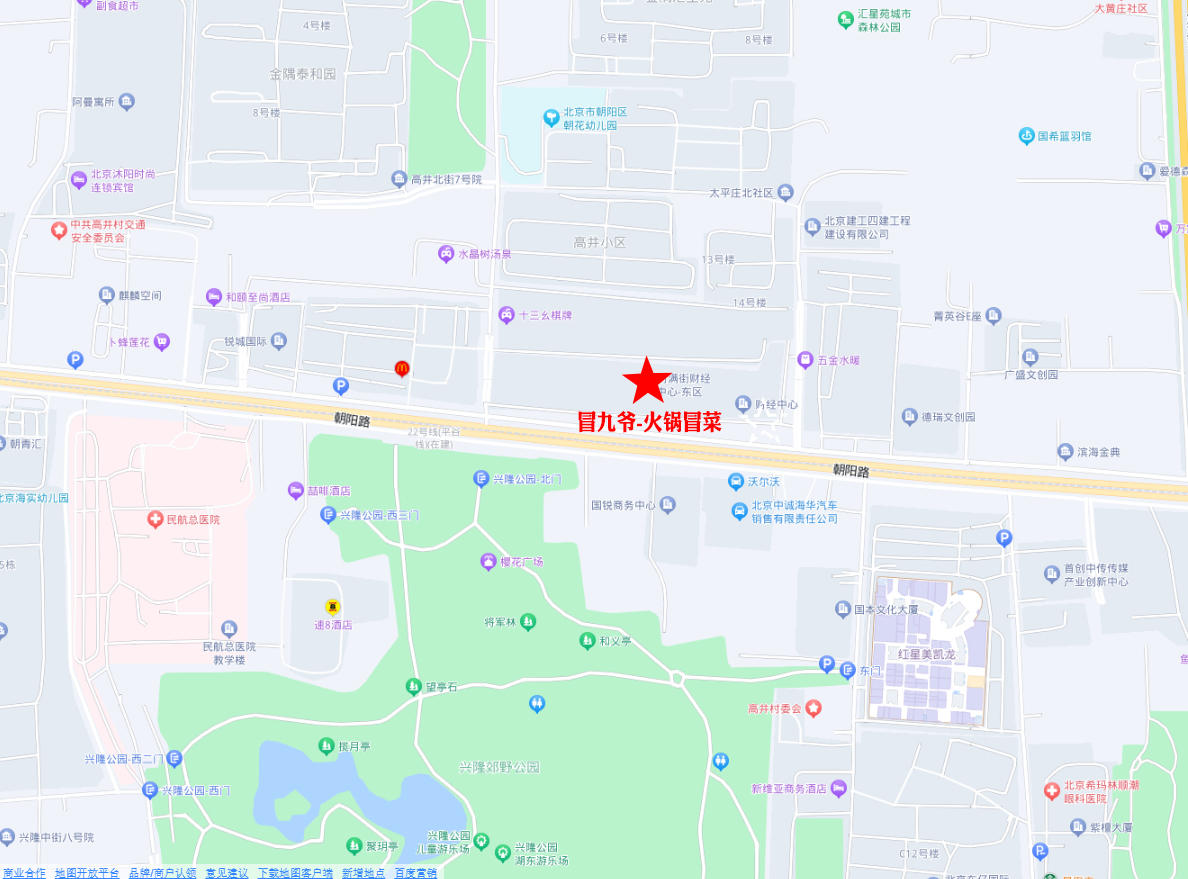 副食超市
4号楼
6号楼
8号楼
汇星苑城市
森林公园
大黄庄社区
金隅泰和园
阿曼寓所
8号楼
北京市朝阳区
朝花幼儿园
国希篮羽馆
北京沐阳时尚
连锁宾馆
高井北街7号院
太平庄北社区
爱德森
中共高井村交通
安全委员会
北京建工四建工程
建设有限公司
高井小区
水晶树汤泉
13号楼
麒麟空间
和颐至尚酒店
14号楼
十三幺棋牌
菁英谷E座
卜蜂莲花
锐城国际
五金水暖
广盛文创园
满街财经
中心-东区
财经中心
冒九爷-火锅冒菜
德瑞文创园
朝阳路
22号线(平谷
线)(在建)
朝青汇
滨海金典
朝阳路
兴隆公园-北门
沃尔沃
喆啡酒店
北京海实幼儿园
国锐商务中心
北京中诚海华汽车
销售有限责任公司
兴隆公园-西三门
民航总医院
樱花广场
5栋
首创中传传媒
产业创新中心
国本文化大厦
速8酒店
将军林
和义亭
民航总医院
教学楼
红星美凯龙
东门
望亭石
高井村委会
揽月亭
兴隆公园-西二门
兴隆郊野公园
兴隆公园-西门
新维亚商务酒店
北京希玛林顺潮
眼科医院
紫檀大厦
兴隆中街八号院
兴隆公园
儿童游乐场
聚玥亭
兴隆公园
湖东游乐场
C12号楼
商业合作 地图开放平台 品牌/商户认领 意见建议 下载地图客户端 新增地点 百度营销